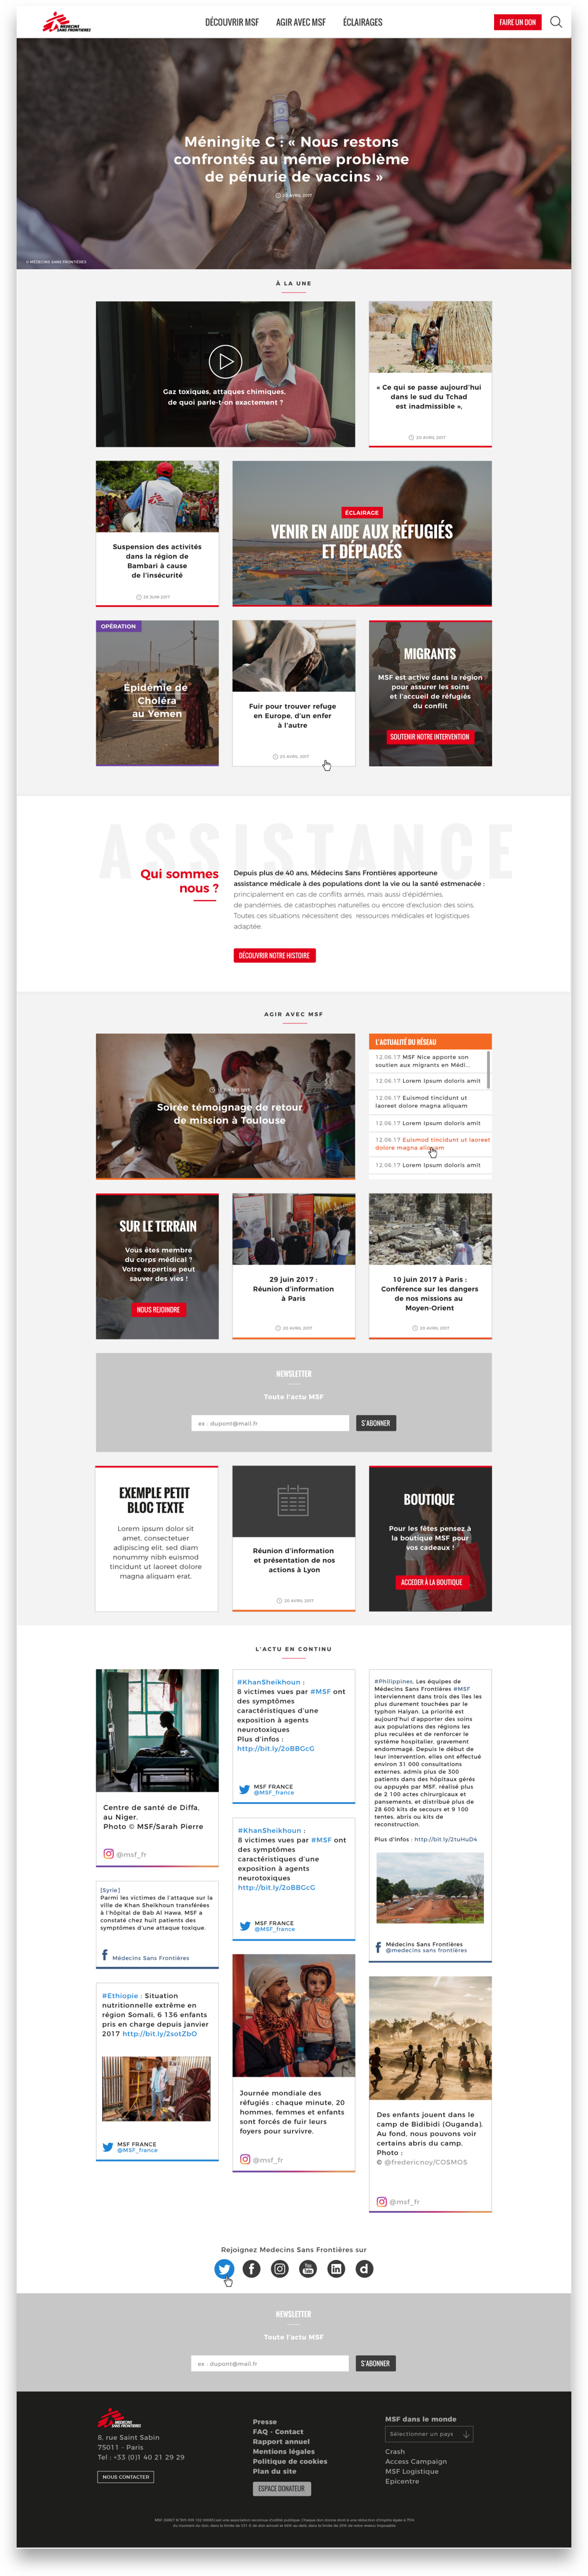 MEDECINS
SANS FRONTIERES
DÉCOUVRIR MSF
AGIR AVEC MSF
ÉCLAIRAGES
FAIRE UN DON
Méningite C : « Nous restons
confrontés au même problème
de pénurie de vaccins »
20 AVRIL 2017
© MÉDECINS SANS FRONTIÈRES
À LA UNE
Gaz toxiques, attaques chimiques,
de quoi parle-t-on exactement ?
« Ce qui se passe aujourd'hui
dans le sud du Tchad
est inadmissible »,
20 AVRIL 2017
Suspension des activités
dans la région de
Bambari à cause
de l'insécurité
28 JUIN 2017
ÉCLAIRAGE
VENIR EN AIDE AUX RÉFUGIÉS
ET DÉPLACÉS
OPÉRATION
Épidémie de
Choléra
au Yemen
Fuir pour trouver refuge
en Europe, d'un enfer
à l'autre
20 AVRIL 2017
MIGRANTS
MSF est active dans la région
pour assurer les soins
et l'accueil de réfugiés
du conflit
SOUTENIR NOTRE INTERVENTION
ASSISTANCE
Qui sommes
nous ?
Depuis plus de 40 ans, Médecins Sans Frontières apporteune
assistance médicale à des populations dont la vie ou la santé estmenacée :
principalement en cas de conflits armés, mais aussi d'épidémies,
de pandémies, de catastrophes naturelles ou encore d'exclusion des soins.
Toutes ces situations nécessitent des ressources médicales et logistiques
adaptée.
DÉCOUVRIR NOTRE HISTOIRE
AGIR AVEC MSF
Soirée témoignage de retour
de mission à Toulouse
L'ACTUALITÉ DU RÉSEAU
12.06.17 MSF Nice apporte son
soutien aux migrants en Médi...
12.06.17 Lorem Ipsum doloris amit
12.06.17 Euismod tincidunt ut
laoreet dolore magna aliquam
12.06.17 Lorem Ipsum doloris amit
12.06.17 Euismod tincidunt ut laoreet
dolore magna aliquam
12.06.17 Lorem Ipsum doloris amit
SUR LE TERRAIN
Vous êtes membre
du corps médical ?
Votre expertise peut
sauver des vies !
NOUS REJOINDRE
29 juin 2017 :
Réunion d'information
à Paris
20 AVRIL 2017
10 juin 2017 à Paris :
Conférence sur les dangers
de nos missions au
Moyen-Orient
20 AVRIL 2017
NEWSLETTER
Toute l'actu MSF
ex : dupont@mail.fr
S'ABONNER
EXEMPLE PETIT
BLOC TEXTE
Lorem ipsum dolor sit
amet, consectetuer
adipiscing elit, sed diam
nonummy nibh euismod
tincidunt ut laoreet dolore
magna aliquam erat.
Réunion d'information
et présentation de nos
actions à Lyon
20 AVRIL 2017
BOUTIQUE
Pour les fêtes pensez à
la boutique MSF pour
vos cadeaux !
ACCEDER À LA BOUTIQUE
L'ACTU EN CONTINU
Centre de santé de Diffa,
au Niger.
Photo © MSF/Sarah Pierre
@msf_fr
[Syrie]
Parmi les victimes de l'attaque sur la
ville de Khan Sheikhoun transférées
à l'hôpital de Bab Al Hawa, MSF a
constaté chez huit patients des
symptômes d'une attaque toxique.
Médecins Sans Frontières
#Ethiopie : Situation
nutritionnelle extrême en
région Somali, 6 136 enfants
pris en charge depuis janvier
2017 http://bit.ly/2sotZbO
MSF FRANCE
@MSF_france
#KhanSheikhoun :
8 victimes vues par #MSF ont
des symptômes
caractéristiques d'une
exposition à agents
neurotoxiques
Plus d'infos :
http://bit.ly/2oBBGcG
MSF FRANCE
@MSF_france
#KhanSheikhoun :
8 victimes vues par #MSF ont
des symptômes
caractéristiques d'une
exposition à agents
neurotoxiques
http://bit.ly/2oBBGcG
MSF FRANCE
@MSF_france
Journée mondiale des
réfugiés : chaque minute, 20
hommes, femmes et enfants
sont forcés de fuir leurs
foyers pour survivre.
@msf_fr
#Philippines, Les équipes de
Médecins Sans Frontières #MSF
interviennent dans trois des îles les
plus durement touchées par le
typhon Haiyan. La priorité est
aujourd'hui d'apporter des soins
aux populations des régions les
plus reculées et de renforcer le
système hospitalier, gravement
endommagé. Depuis le début de
leur intervention, elles ont effectué
environ 31 000 consultations
externes, admis plus de 300
patients dans des hôpitaux gérés
ou appuyés par MSF, réalisé plus
de 2 100 actes chirurgicaux et
pansements, et distribué plus de
28 600 kits de secours et 9 100
tentes, abris ou kits de
reconstruction.
Plus d'infos : http://bit.ly/2tuHuD4
Médecins Sans Frontières
@medecins sans frontières
Des enfants jouent dans le
camp de Bidibidi (Ouganda).
Au fond, nous pouvons voir
certains abris du camp.
Photo :
© @fredericnoy/COSMOS
@msf_fr
Rejoignez Medecins Sans Frontières sur
NEWSLETTER
Toute l'actu MSF
ex : dupont@mail.fr
S'ABONNER
MEDECINS
SANS FRONTIERES
8, rue Saint Sabin
75011 - Paris
Tel : +33 (0)1 40 21 29 29
NOUS CONTACTER
Presse
FAQ - Contact
Rapport annuel
Mentions légales
Politique de cookies
Plan du site
ESPACE DONATEUR
MSF dans le monde
Sélectionner un pays
Crash
Access Campaign
MSF Logistique
Epicentre